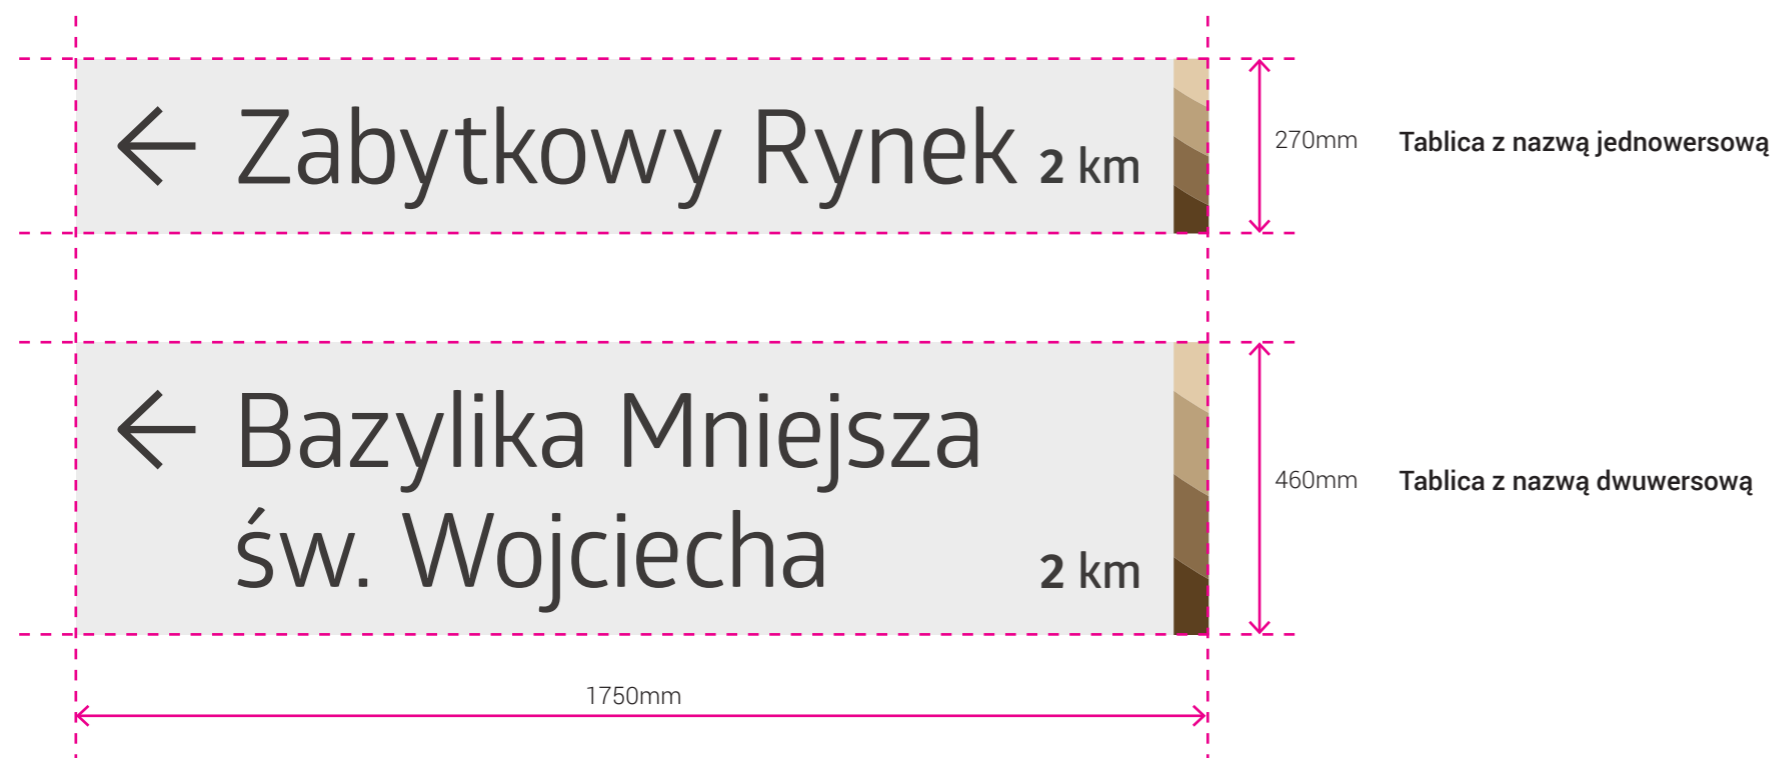 ← Zabytkowy Rynek 2 km
270mm
Tablica z nazwą jednowersową
← Bazylika Mniejsza
św. Wojciecha 2 km
460mm
Tablica z nazwą dwuwersową
1750mm